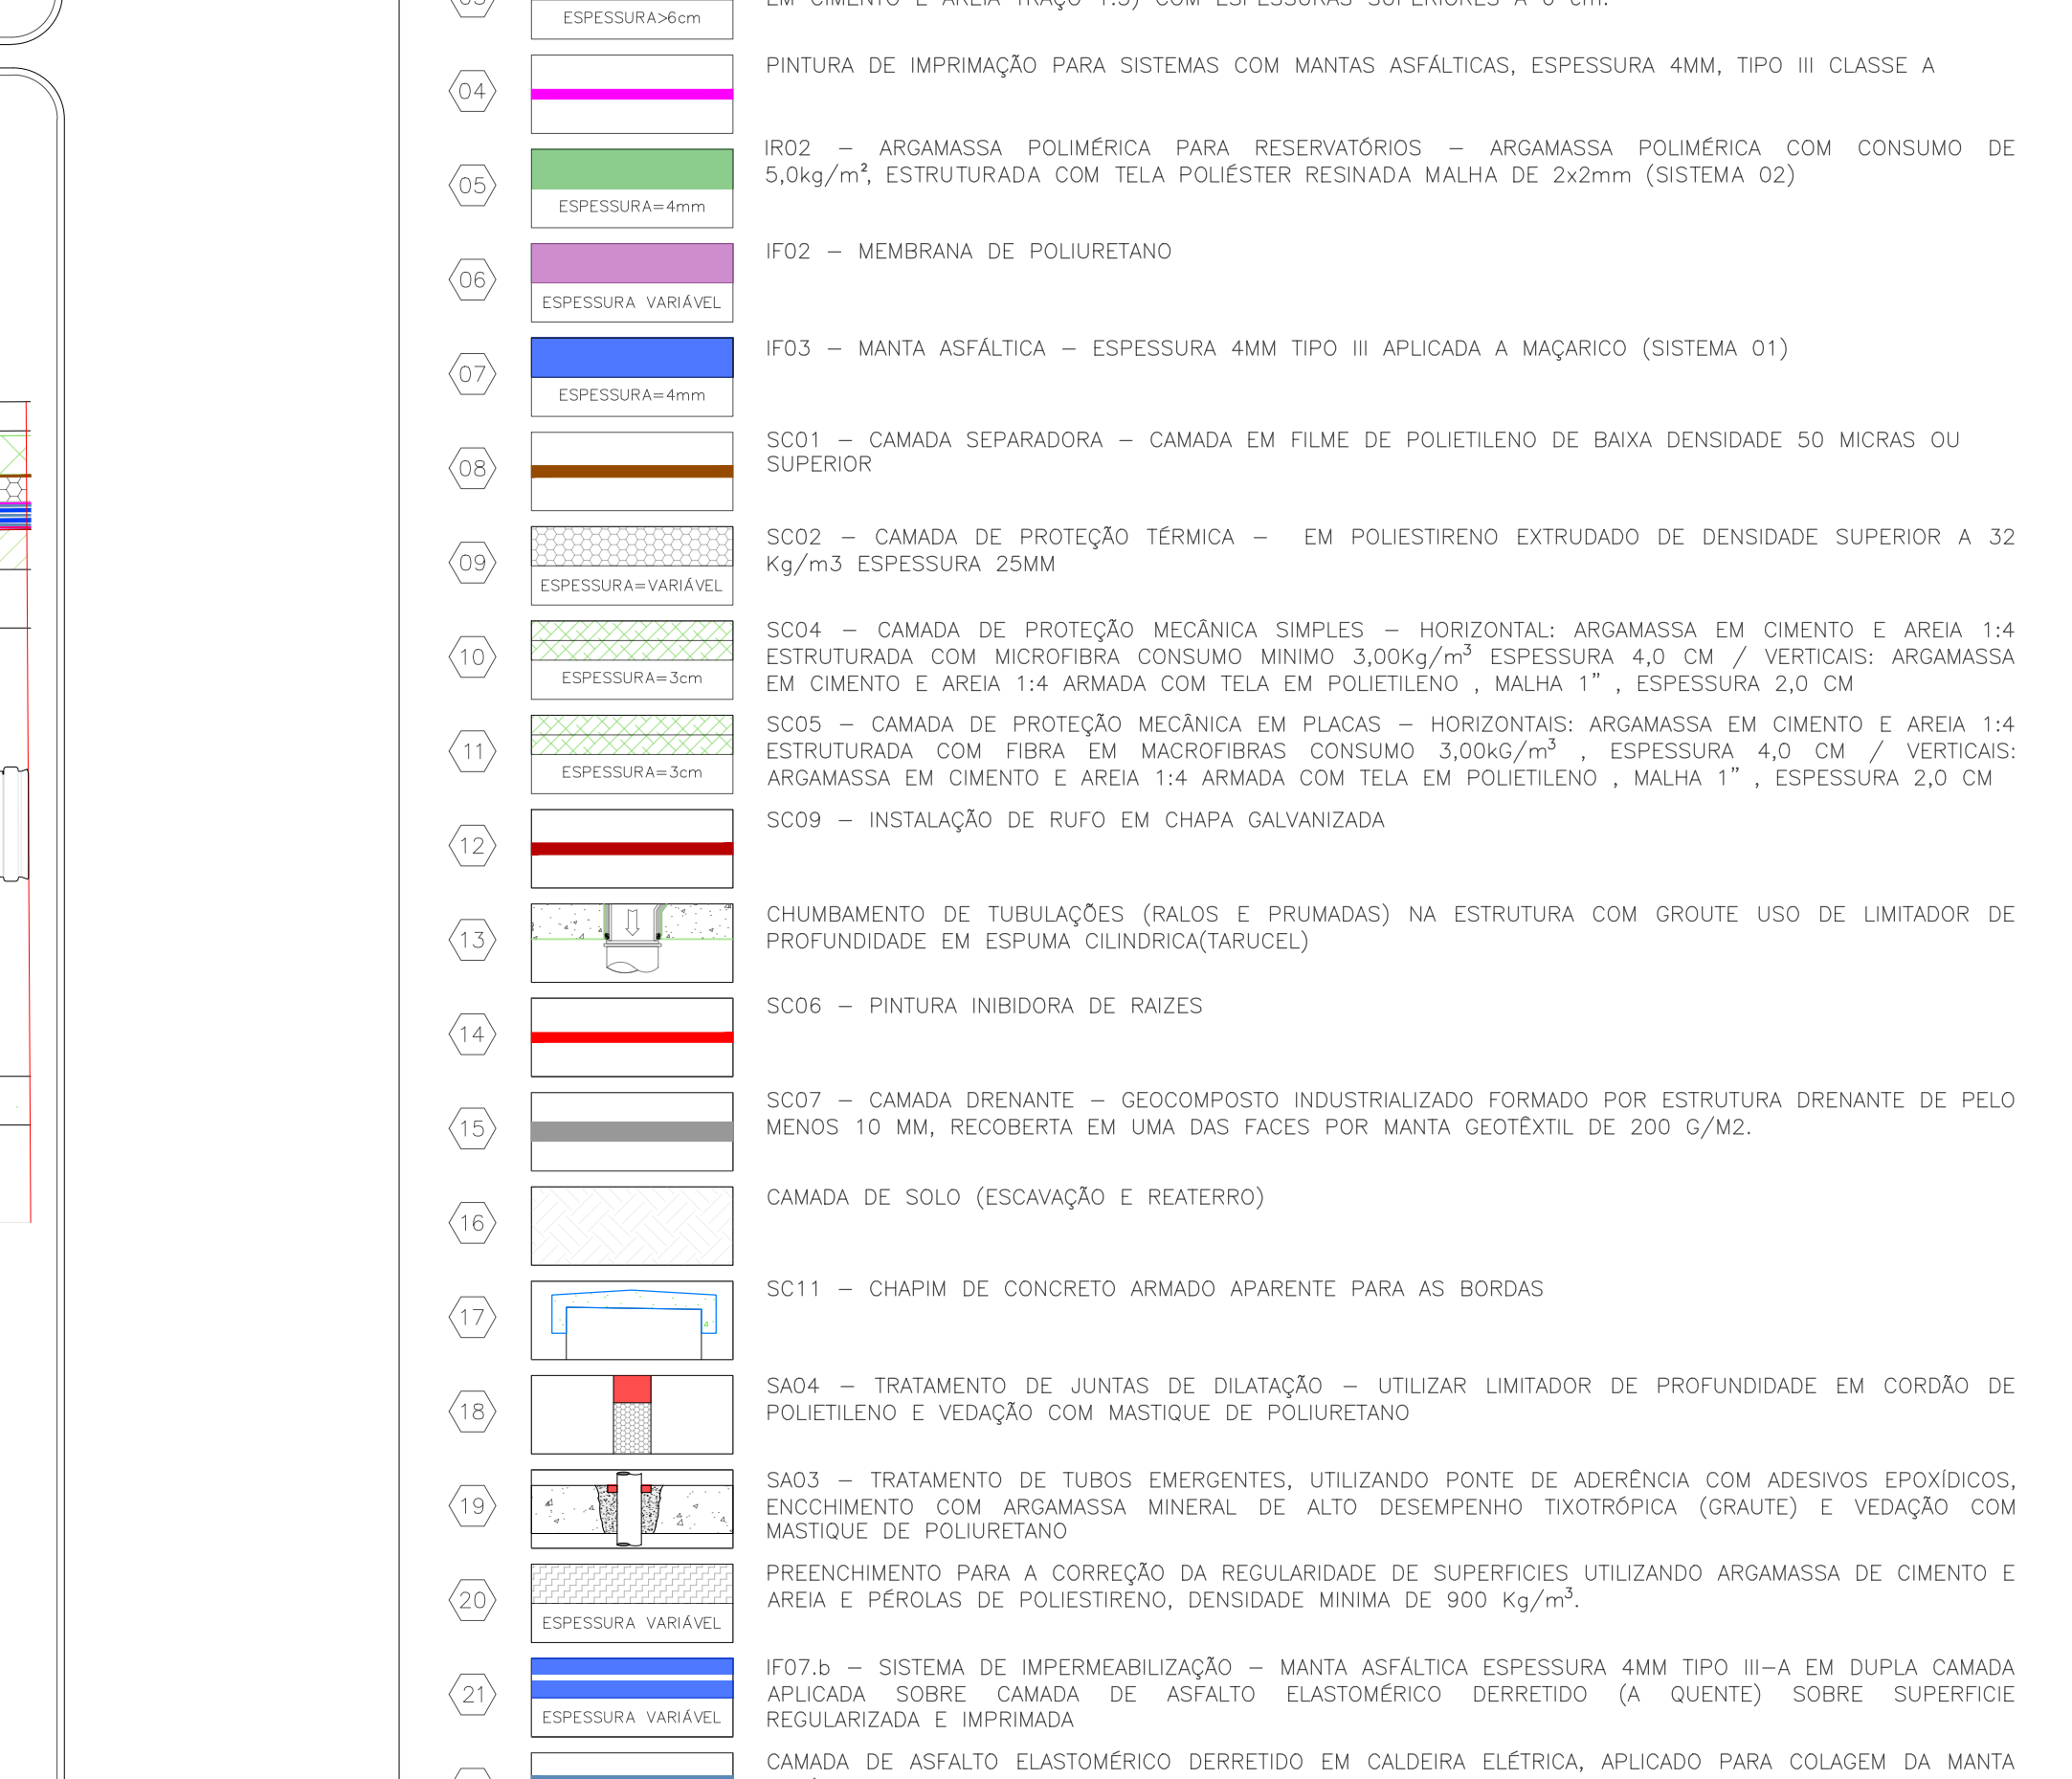 ESPESSURA>6cm
04
PINTURA DE IMPRIMAÇÃO PARA SISTEMAS COM MANTAS ASFÁLTICAS, ESPESSURA 4MM, TIPO III CLASSE A
05
ESPESSURA=4mm
IR02 – ARGAMASSA POLIMÉRICA PARA RESERVATÓRIOS – ARGAMASSA POLIMÉRICA COM CONSUMO DE
5,0kg/m², ESTRUTURADA COM TELA POLIÉSTER RESINADA MALHA DE 2x2mm (SISTEMA 02)
06
ESPESSURA VARIÁVEL
IF02 – MEMBRANA DE POLIURETANO
07
ESPESSURA=4mm
IF03 – MANTA ASFÁLTICA – ESPESSURA 4MM TIPO III APLICADA A MAÇARICO (SISTEMA 01)
08
SC01 – CAMADA SEPARADORA – CAMADA EM FILME DE POLIETILENO DE BAIXA DENSIDADE 50 MICRAS OU
SUPERIOR
09
ESPESSURA=VARIÁVEL
SC02 – CAMADA DE PROTEÇÃO TÉRMICA – EM POLIESTIRENO EXTRUDADO DE DENSIDADE SUPERIOR A 32
Kg/m3 ESPESSURA 25MM
10
ESPESSURA=3cm
SC04 – CAMADA DE PROTEÇÃO MECÂNICA SIMPLES – HORIZONTAL: ARGAMASSA EM CIMENTO E AREIA 1:4
ESTRUTURADA COM MICROFIBRA CONSUMO MINIMO 3,00Kg/m³ ESPESSURA 4,0 CM / VERTICAIS: ARGAMASSA
EM CIMENTO E AREIA 1:4 ARMADA COM TELA EM POLIETILENO , MALHA 1” , ESPESSURA 2,0 CM
11
ESPESSURA=3cm
SC05 – CAMADA DE PROTEÇÃO MECÂNICA EM PLACAS – HORIZONTAIS: ARGAMASSA EM CIMENTO E AREIA 1:4
ESTRUTURADA COM FIBRA EM MACROFIBRAS CONSUMO 3,00kG/m³ , ESPESSURA 4,0 CM / VERTICAIS:
ARGAMASSA EM CIMENTO E AREIA 1:4 ARMADA COM TELA EM POLIETILENO , MALHA 1” , ESPESSURA 2,0 CM
12
SC09 – INSTALAÇÃO DE RUFO EM CHAPA GALVANIZADA
13
CHUMBAMENTO DE TUBULAÇÕES (RALOS E PRUMADAS) NA ESTRUTURA COM GROUTE USO DE LIMITADOR DE
PROFUNDIDADE EM ESPUMA CILINDRICA(TARUCEL)
14
SC06 – PINTURA INIBIDORA DE RAIZES
15
SC07 – CAMADA DRENANTE – GEOCOMPOSTO INDUSTRIALIZADO FORMADO POR ESTRUTURA DRENANTE DE PELO
MENOS 10 MM, RECOBERTA EM UMA DAS FACES POR MANTA GEOTÊXTIL DE 200 G/M2.
16
CAMADA DE SOLO (ESCAVAÇÃO E REATERRO)
17
SC11 – CHAPIM DE CONCRETO ARMADO APARENTE PARA AS BORDAS
18
SA04 – TRATAMENTO DE JUNTAS DE DILATAÇÃO – UTILIZAR LIMITADOR DE PROFUNDIDADE EM CORDÃO DE
POLIETILENO E VEDAÇÃO COM MASTIQUE DE POLIURETANO
19
SA03 – TRATAMENTO DE TUBOS EMERGENTES, UTILIZANDO PONTE DE ADERÊNCIA COM ADESIVOS EPOXÍDICOS,
ENCCHIMENTO COM ARGAMASSA MINERAL DE ALTO DESEMPENHO TIXOTRÓPICA (GRAUTE) E VEDAÇÃO COM
MASTIQUE DE POLIURETANO
20
ESPESSURA VARIÁVEL
PREENCHIMENTO PARA A CORREÇÃO DA REGULARIDADE DE SUPERFICIES UTILIZANDO ARGAMASSA DE CIMENTO E
AREIA E PÉROLAS DE POLIESTIRENO, DENSIDADE MINIMA DE 900 Kg/m³.
21
ESPESSURA VARIÁVEL
IF07.b – SISTEMA DE IMPERMEABILIZAÇÃO – MANTA ASFÁLTICA ESPESSURA 4MM TIPO III–A EM DUPLA CAMADA
APLICADA SOBRE CAMADA DE ASFALTO ELASTOMÉRICO DERRETIDO (A QUENTE) SOBRE SUPERFICIE
REGULARIZADA E IMPRIMADA
CAMADA DE ASFALTO ELASTOMÉRICO DERRETIDO EM CALDEIRA ELÉTRICA, APLICADO PARA COLAGEM DA MANTA